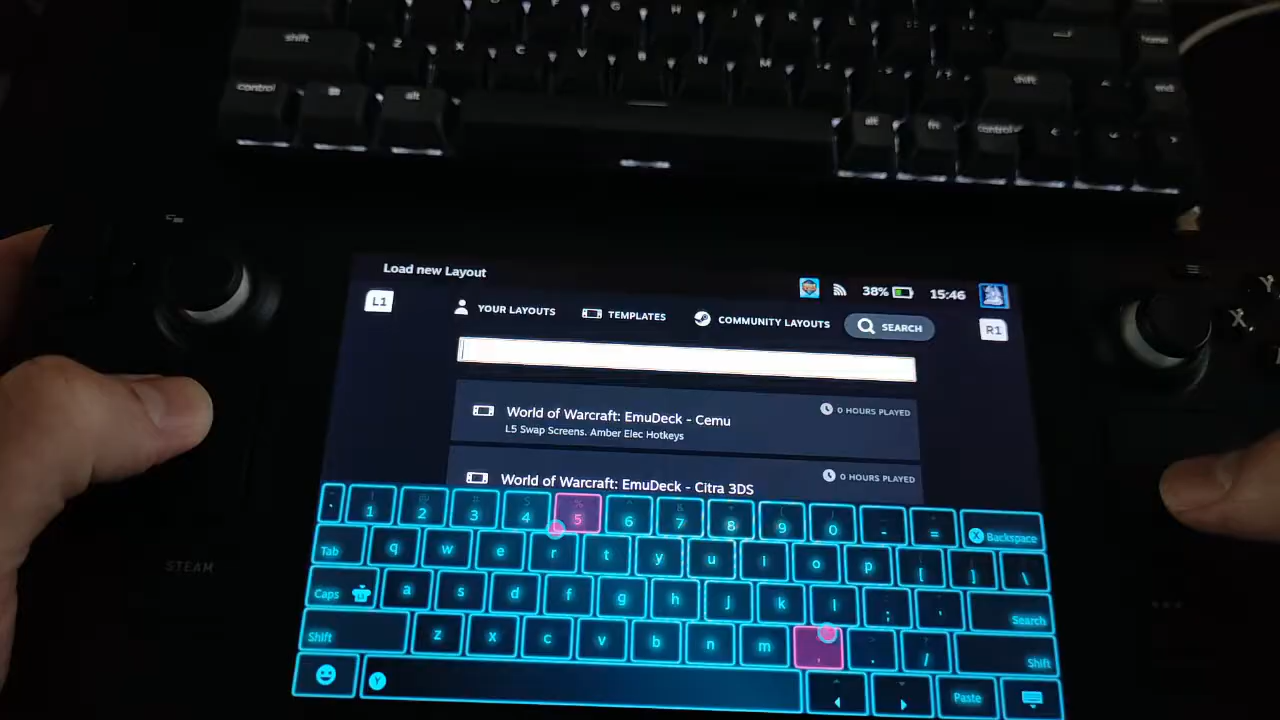 shift Z X C V B N M shift end
control alt alt fn control
Load new Layout
38% 15:46
L1 YOUR LAYOUTS TEMPLATES COMMUNITY LAYOUTS SEARCH R1
World of Warcraft: EmuDeck - Cemu 0 HOURS PLAYED
L5 Swap Screens. Amber Elec Hotkeys
World of Warcraft: EmuDeck - Citra 3DS 0 HOURS PLAYED
1 2 3 4 5 6 7 8 9 0 - = X Backspace
Tab q w e r t y u i o p [ ] \
Caps a s d f g h j k l ; ' Search
Shift z x c v b n m , . / Shift
Y Paste
STEAM
Y
X